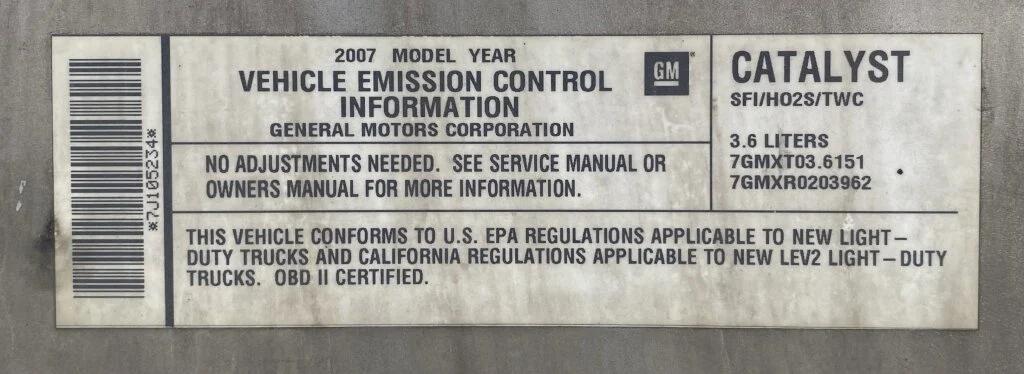 *7J105234*
2007 MODEL YEAR
VEHICLE EMISSION CONTROL
INFORMATION
GENERAL MOTORS CORPORATION
GM
NO ADJUSTMENTS NEEDED. SEE SERVICE MANUAL OR
OWNERS MANUAL FOR MORE INFORMATION.
CATALYST
SFI/HO2S/TWC
3.6 LITERS
7GMXT03.6151
7GMXR0203962
THIS VEHICLE CONFORMS TO U.S. EPA REGULATIONS APPLICABLE TO NEW LIGHT–
DUTY TRUCKS AND CALIFORNIA REGULATIONS APPLICABLE TO NEW LEV2 LIGHT–DUTY
TRUCKS. OBD II CERTIFIED.